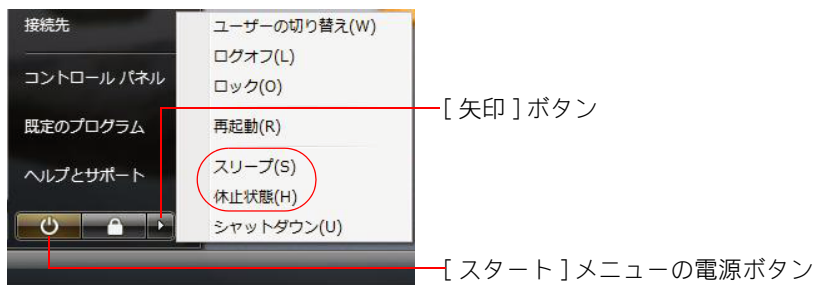 接続先
コントロール パネル
既定のプログラム
ヘルプとサポート
ユーザーの切り替え(W)
ログオフ(L)
ロック(O)
再起動(R)
スリープ(S)
休止状態(H)
シャットダウン(U)
[ 矢印 ] ボタン
[ スタート ] メニューの電源ボタン